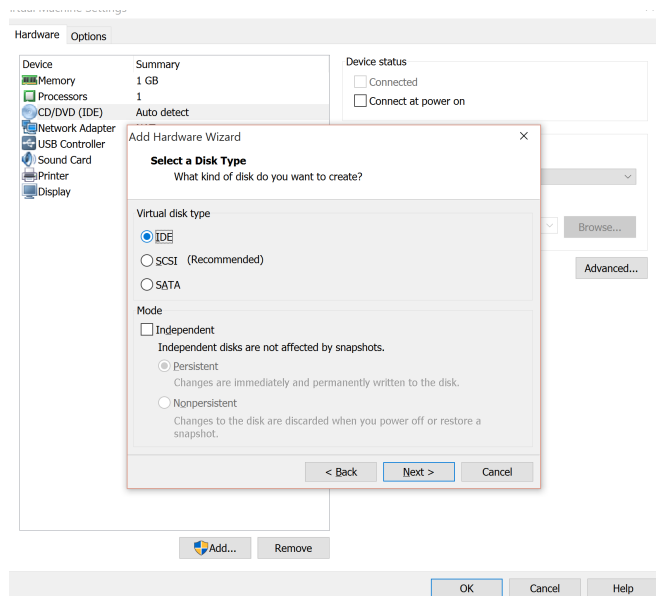 Virtual Machine Settings
Hardware Options
Device Summary
Memory 1 GB
Processors 1
CD/DVD (IDE) Auto detect
Network Adapter
USB Controller
Sound Card
Printer
Display
Device status
Connected
Connect at power on
Add Hardware Wizard
Select a Disk Type
What kind of disk do you want to create?
Virtual disk type
IDE
SCSI (Recommended)
SATA
Mode
Independent
Independent disks are not affected by snapshots.
Persistent
Changes are immediately and permanently written to the disk.
Nonpersistent
Changes to the disk are discarded when you power off or restore a
snapshot.
< Back Next > Cancel
Browse...
Advanced...
Add... Remove
OK Cancel Help